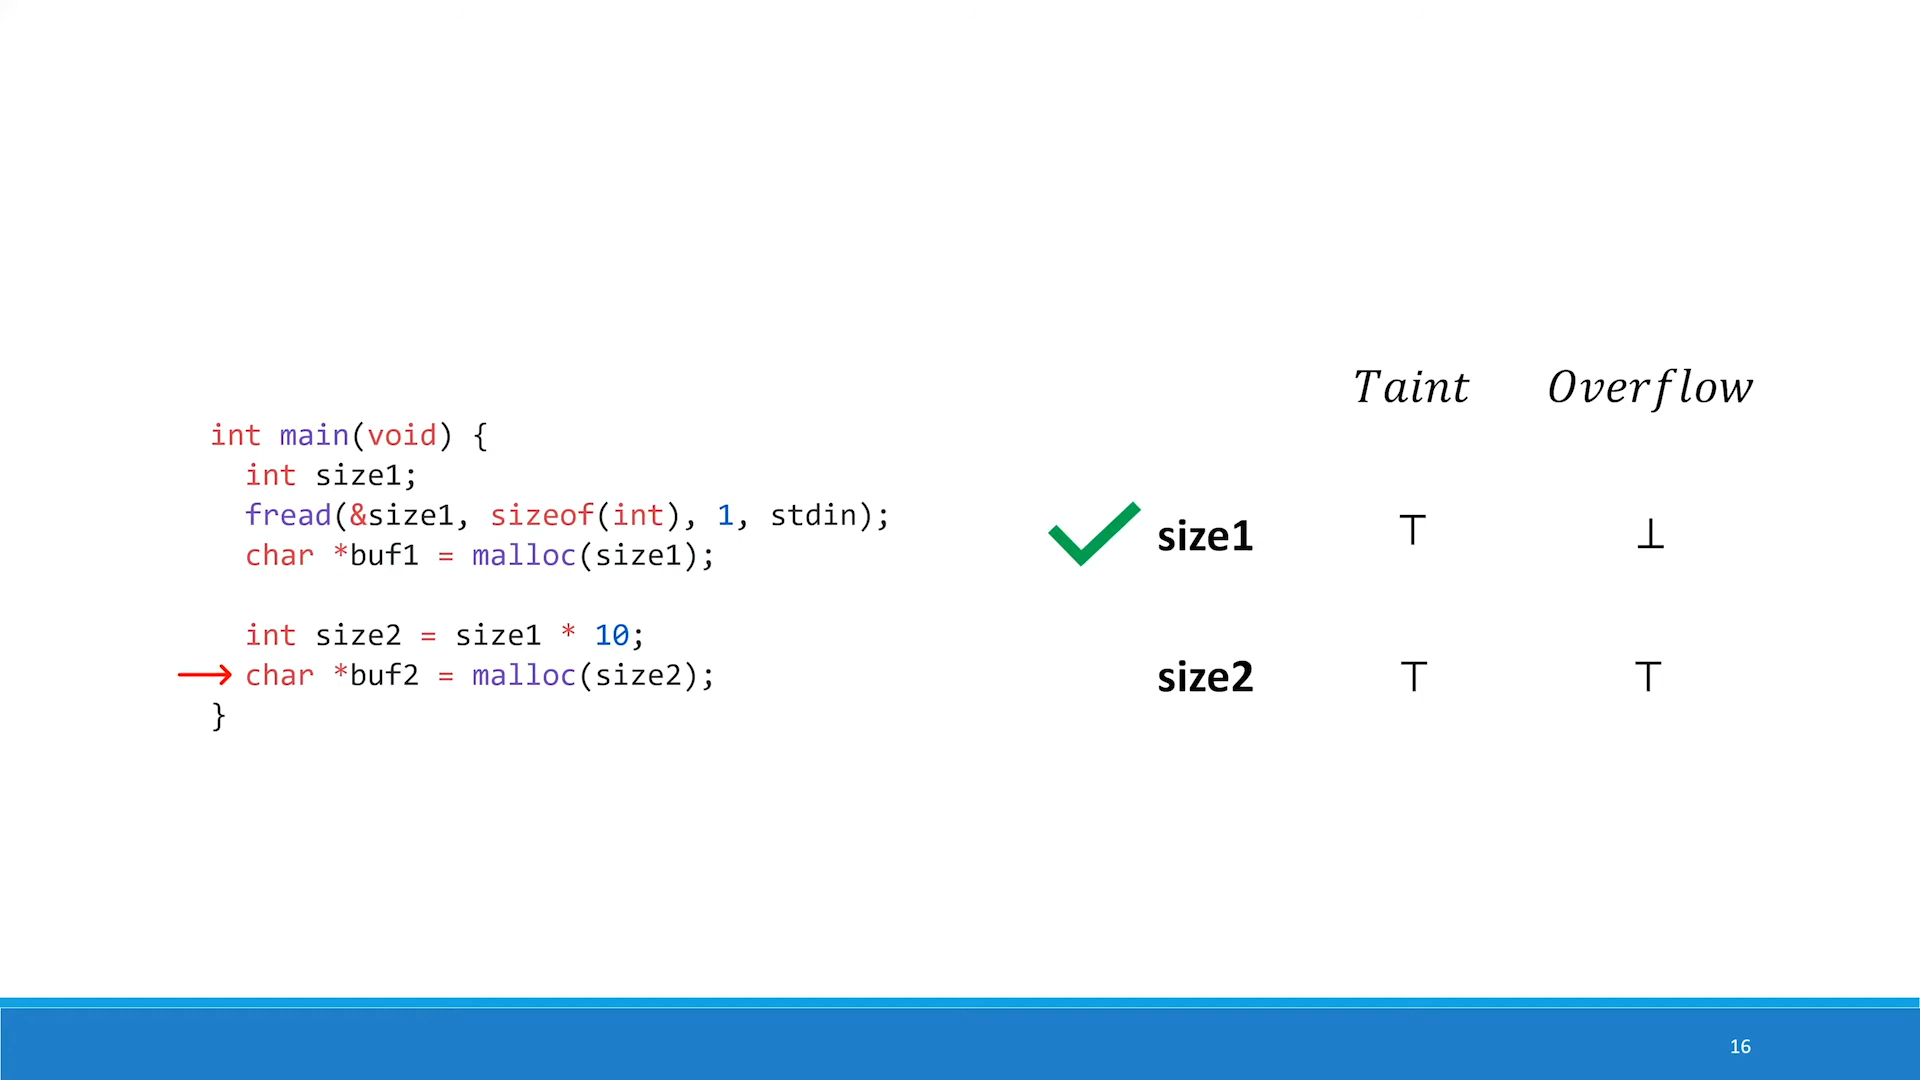 int main(void) {
int size1;
fread(&size1, sizeof(int), 1, stdin);
char *buf1 = malloc(size1);
int size2 = size1 * 10;
char *buf2 = malloc(size2);
}
Taint Overflow
size1 ⊤ ⊥
size2 ⊤ ⊤
16